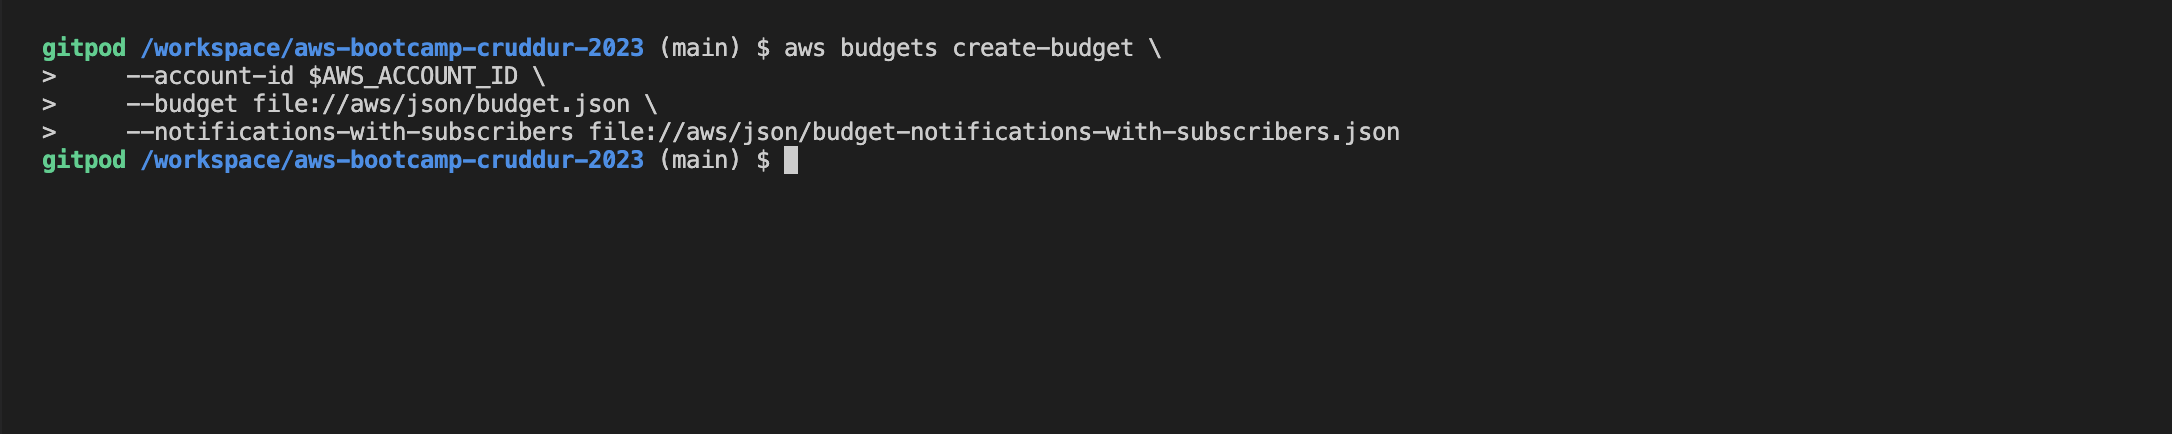 gitpod /workspace/aws-bootcamp-cruddur-2023 (main) $ aws budgets create-budget \
>     --account-id $AWS_ACCOUNT_ID \
>     --budget file://aws/json/budget.json \
>     --notifications-with-subscribers file://aws/json/budget-notifications-with-subscribers.json
gitpod /workspace/aws-bootcamp-cruddur-2023 (main) $